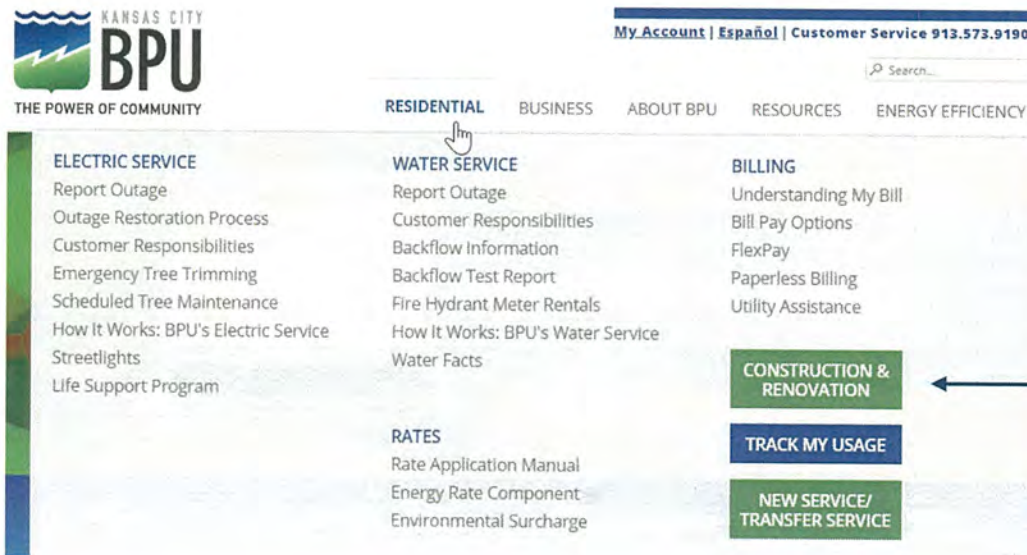 KANSAS CITY
BPU
THE POWER OF COMMUNITY
My Account | Español | Customer Service 913.573.9190
Search...
RESIDENTIAL BUSINESS ABOUT BPU RESOURCES ENERGY EFFICIENCY
ELECTRIC SERVICE
Report Outage
Outage Restoration Process
Customer Responsibilities
Emergency Tree Trimming
Scheduled Tree Maintenance
How It Works: BPU's Electric Service
Streetlights
Life Support Program
WATER SERVICE
Report Outage
Customer Responsibilities
Backflow Information
Backflow Test Report
Fire Hydrant Meter Rentals
How It Works: BPU's Water Service
Water Facts
RATES
Rate Application Manual
Energy Rate Component
Environmental Surcharge
BILLING
Understanding My Bill
Bill Pay Options
FlexPay
Paperless Billing
Utility Assistance
CONSTRUCTION &
RENOVATION
TRACK MY USAGE
NEW SERVICE/
TRANSFER SERVICE